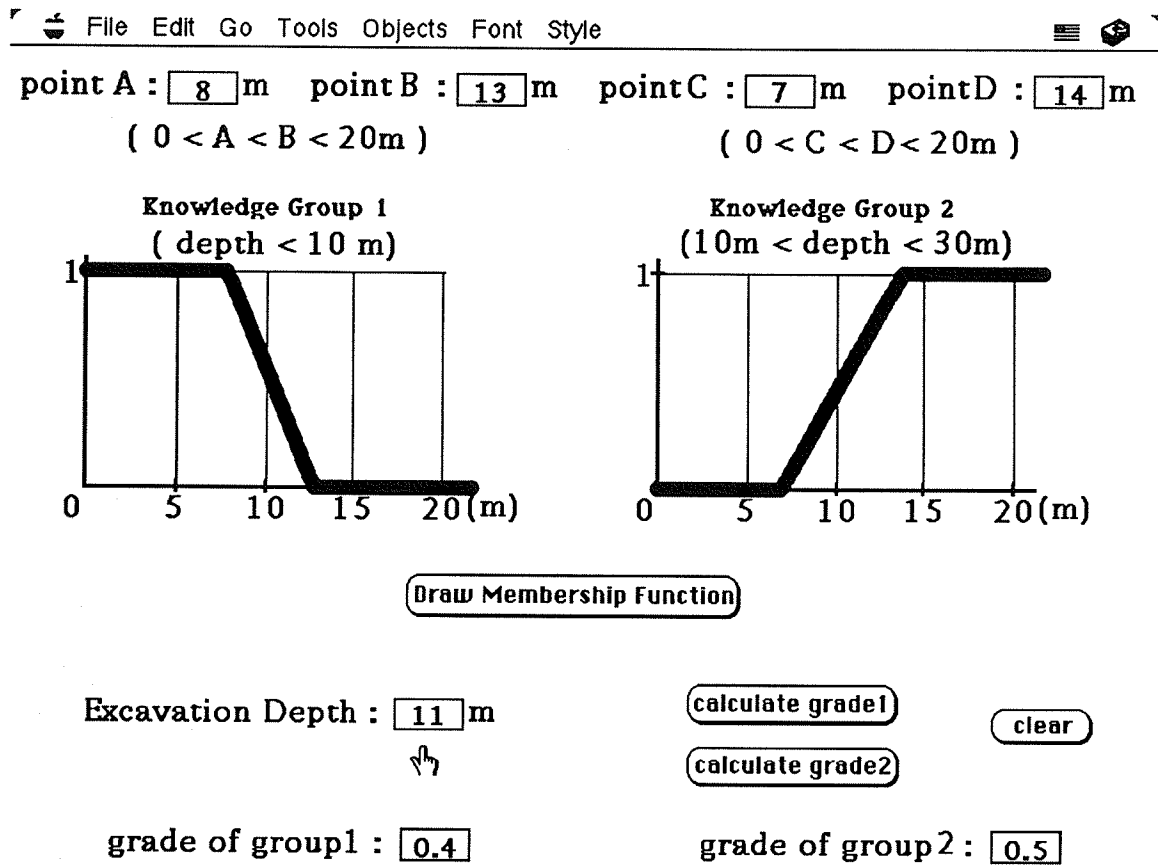 File Edit Go Tools Objects Font Style
point A : 8 m point B : 13 m point C : 7 m point D : 14 m
( 0 < A < B < 20m ) ( 0 < C < D < 20m )
Knowledge Group 1 Knowledge Group 2
( depth < 10 m) (10m < depth < 30m)
1 1
0 5 10 15 20(m) 0 5 10 15 20(m)
Draw Membership Function
Excavation Depth : 11 m calculate grade1 clear
calculate grade2
grade of group1 : 0.4 grade of group2 : 0.5